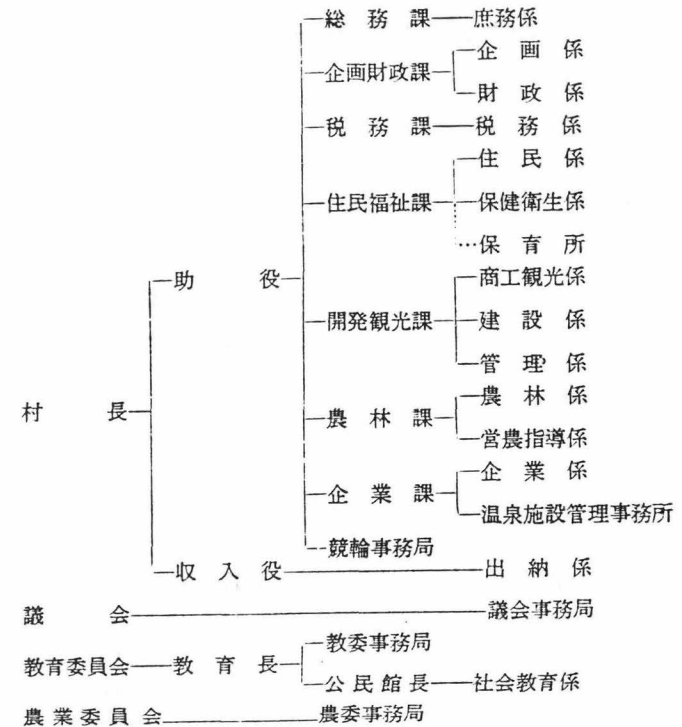 総務課 庶務係
企画財政課 企画係
財政係
税務課 税務係
住民福祉課 住民係
保健衛生係
保育所
助役
開発観光課 商工観光係
建設係
管理係
村長
農林課 農林係
営農指導係
企業課 企業係
温泉施設管理事務所
競輪事務局
収入役 出納係
議会 議会事務局
教育委員会 教育長 教委事務局
公民館長 社会教育係
農業委員会 農委事務局